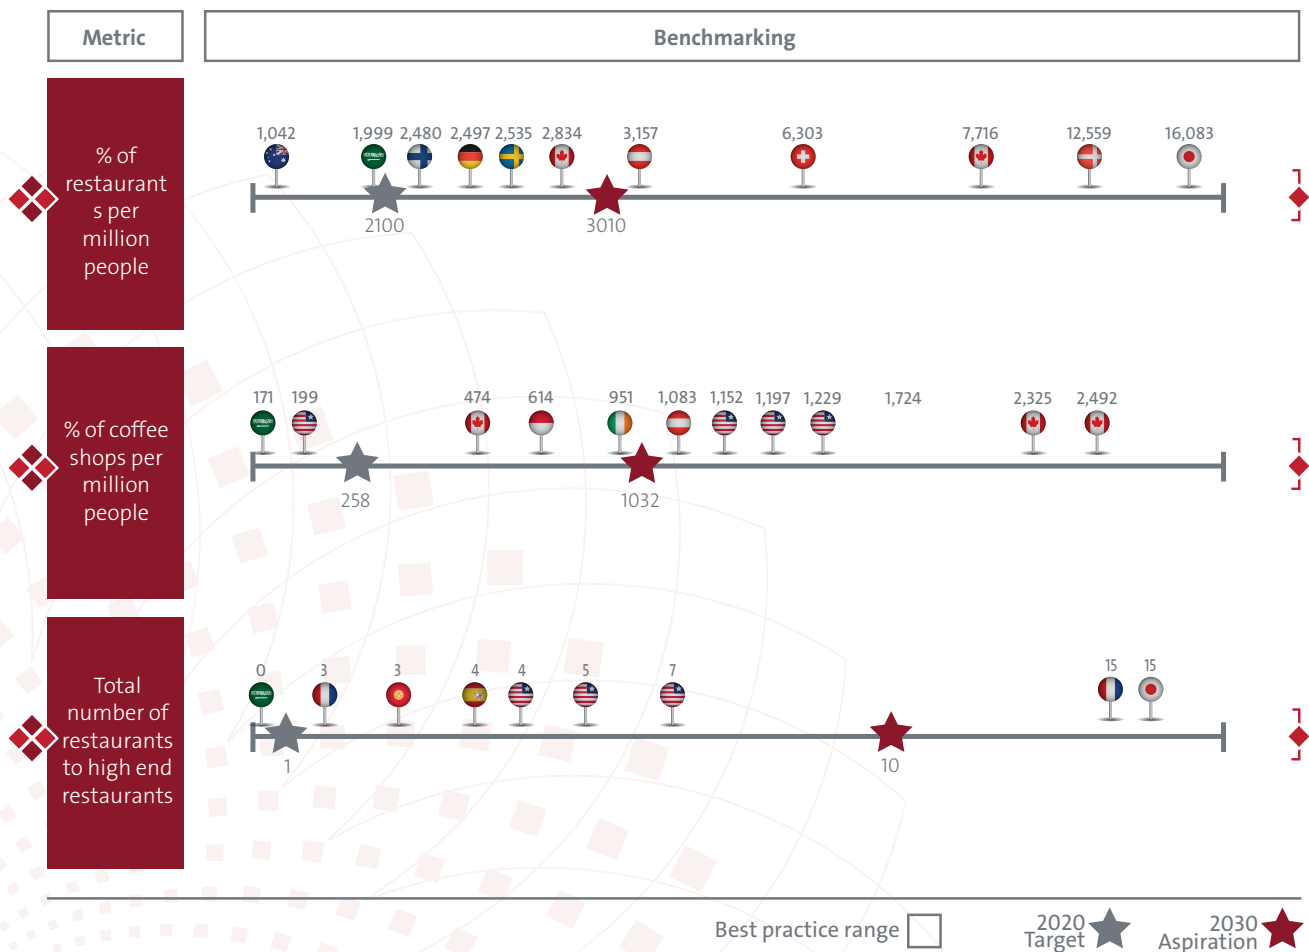 Metric
Benchmarking
% of
restaurant
s per
million
people
1,042 1,999 2,480 2,497 2,535 2,834 3,157 6,303 7,716 12,559 16,083
2100 3010
% of coffee
shops per
million
people
171 199 474 614 951 1,083 1,152 1,197 1,229 1,724 2,325 2,492
258 1032
Total
number of
restaurants
to high end
restaurants
0 3 3 4 4 5 7 15 15
1 10
Best practice range
2020
Target
2030
Aspiration